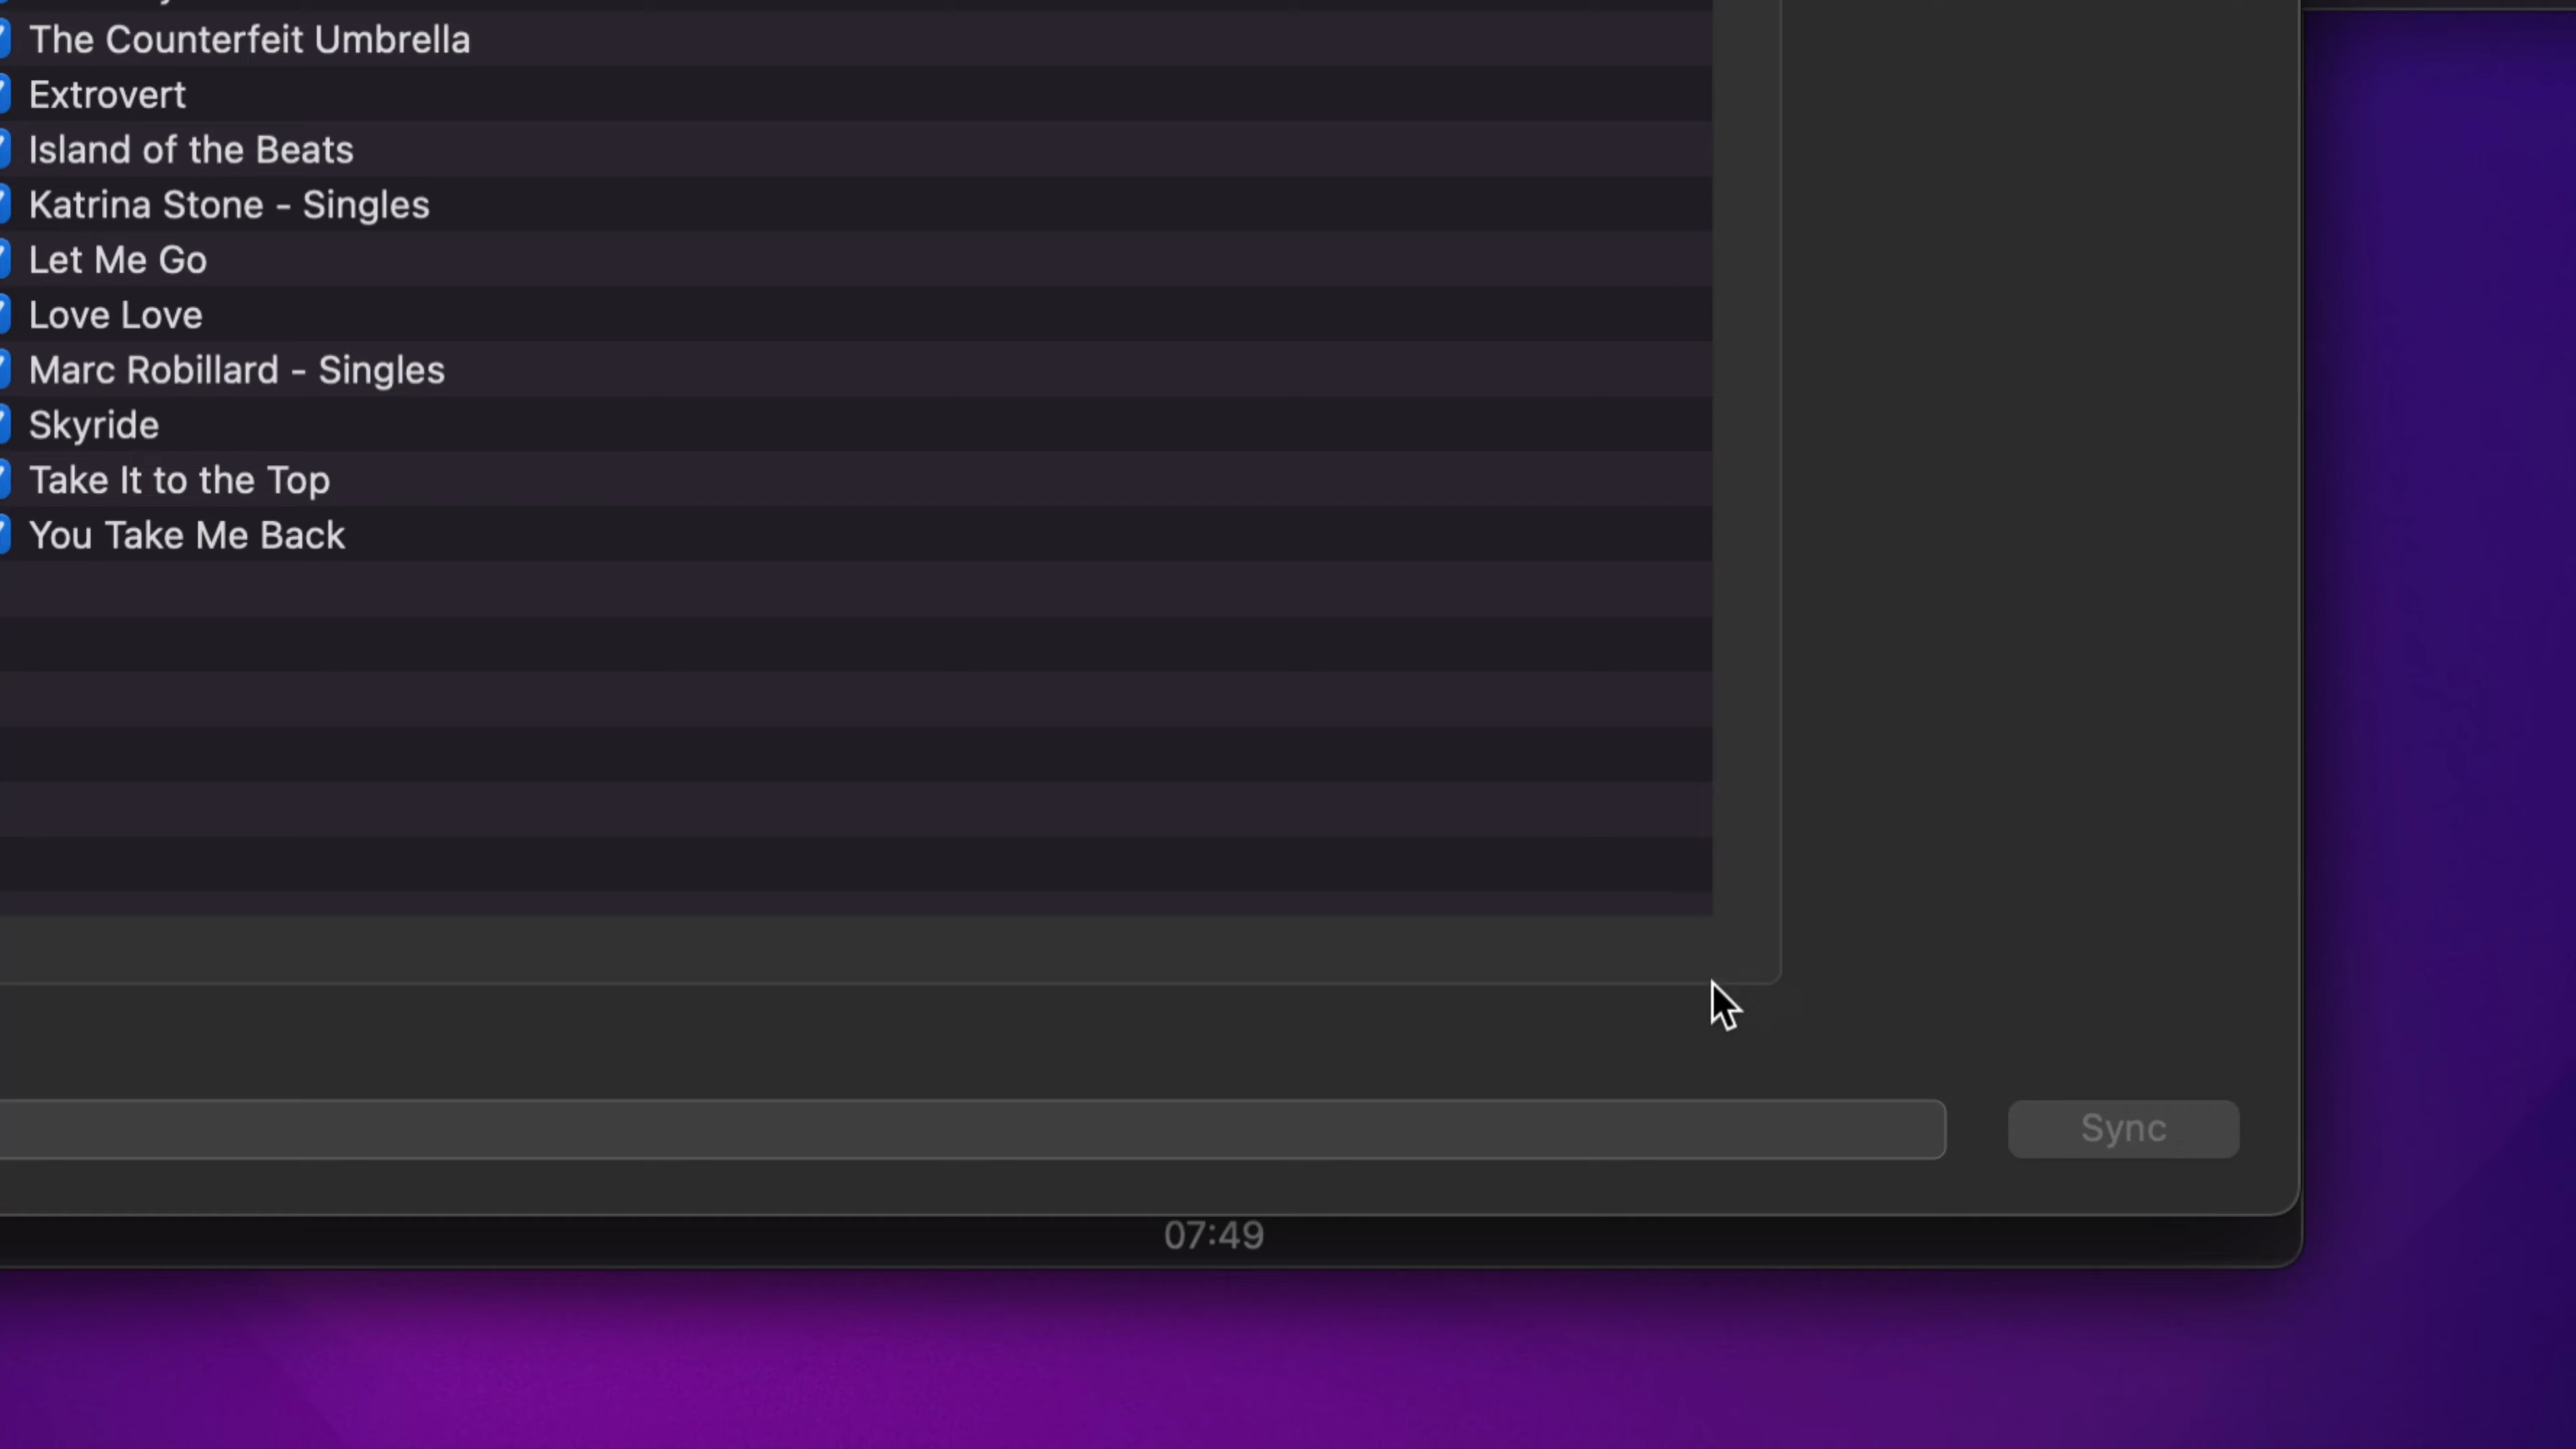 The Counterfeit Umbrella
Extrovert
Island of the Beats
Katrina Stone - Singles
Let Me Go
Love Love
Marc Robillard - Singles
Skyride
Take It to the Top
You Take Me Back
Sync
07:49